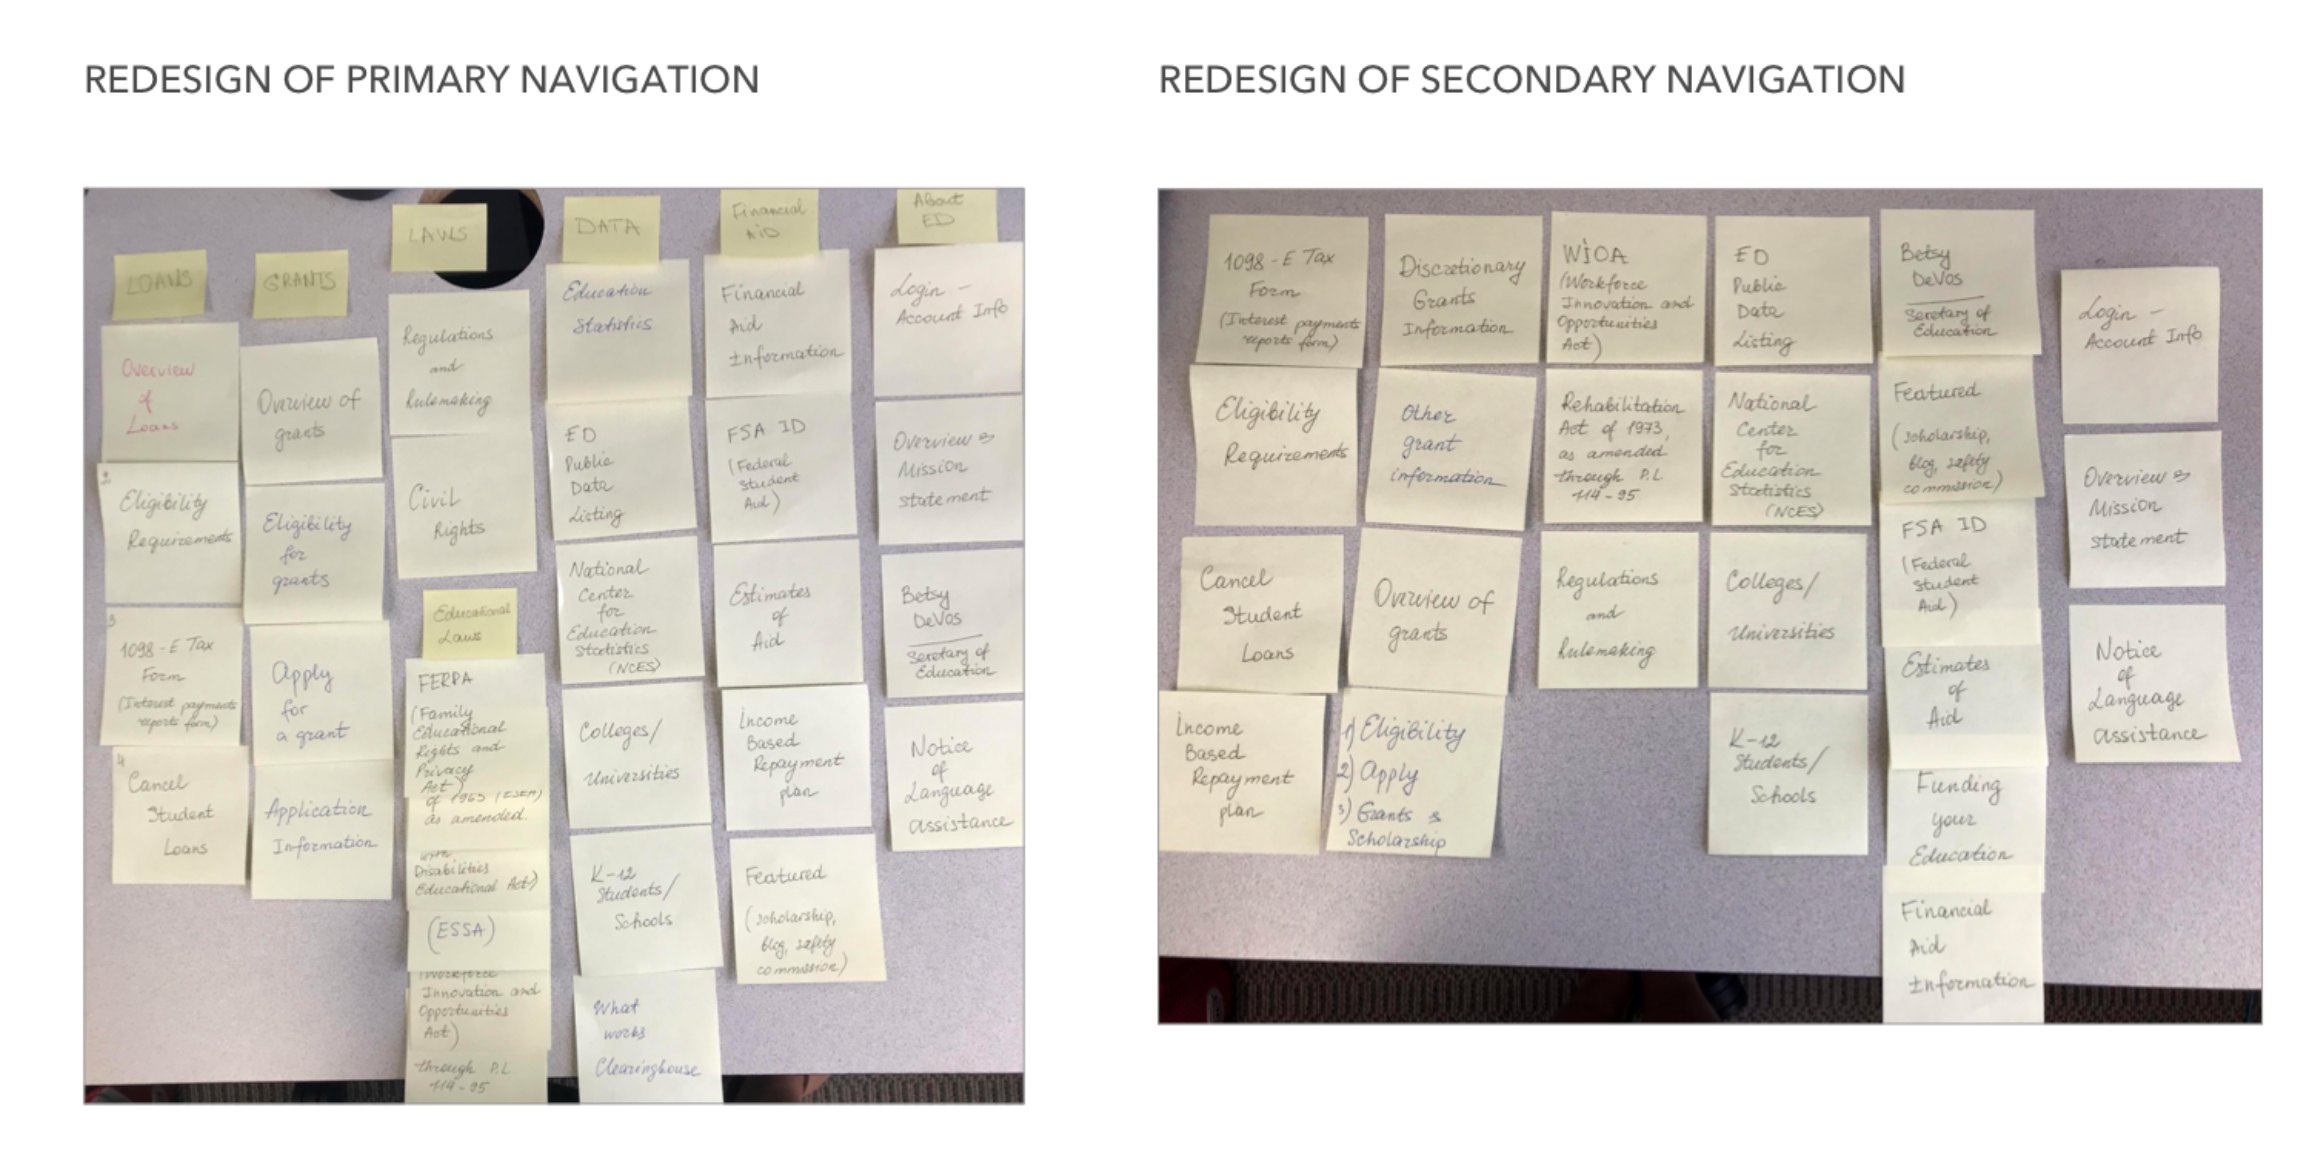 REDESIGN OF PRIMARY NAVIGATION
LOANS
Overview
of
Loans
2
Eligibility
Requirements
3
1098-E Tax
Form
(Interest payments
reports form)
4
Cancel
Student
Loans
GRANTS
Overview of
grants
Eligibility
for
grants
Apply
for
a grant
Application
Information
LAWS
Regulations
and
Rulemaking
Civil
Rights
Educational
Laws
FERPA
(Family
Educational
Rights and
Privacy
Act)
of 1965 (ESEA)
as amended
with
Disabilities
Educational Act)
(ESSA)
(Workforce
Innovation and
Opportunities
Act)
through P.L
114-95
DATA
Education
Statistics
ED
Public
Data
Listing
National
Center
for
Education
Statistics
(NCES)
Colleges/
Universities
K-12
Students/
Schools
What
works
Clearinghouse
Financial
AiD
Financial
Aid
Information
FSA ID
(Federal
Student
Aid)
Estimates
of
Aid
Income
Based
Repayment
plan
Featured
(scholarship,
blog, safety
commission)
About
ED
Login -
Account Info
Overview &
Mission
statement
Betsy
DeVos
Secretary of
Education
Notice
of
Language
assistance
REDESIGN OF SECONDARY NAVIGATION
1098-E Tax
Form
(Interest payments
reports form)
Eligibility
Requirements
Cancel
Student
Loans
Income
Based
Repayment
plan
Discretionary
Grants
Information
Other
grant
information
Overview of
grants
1) Eligibility
2) Apply
3) Grants &
Scholarship
WIOA
(Workforce
Innovation and
Opportunities
Act)
Rehabilitation
Act of 1973,
as amended
through P.L
114-95
Regulations
and
Rulemaking
ED
Public
Data
Listing
National
Center
for
Education
Statistics
(NCES)
Colleges/
Universities
K-12
Students/
Schools
Betsy
DeVos
Secretary of
Education
Featured
(scholarship,
blog, safety
commission)
FSA ID
(Federal
Student
Aid)
Estimates
of
Aid
Funding
your
Education
Financial
Aid
Information
Login -
Account Info
Overview &
Mission
statement
Notice
of
Language
assistance